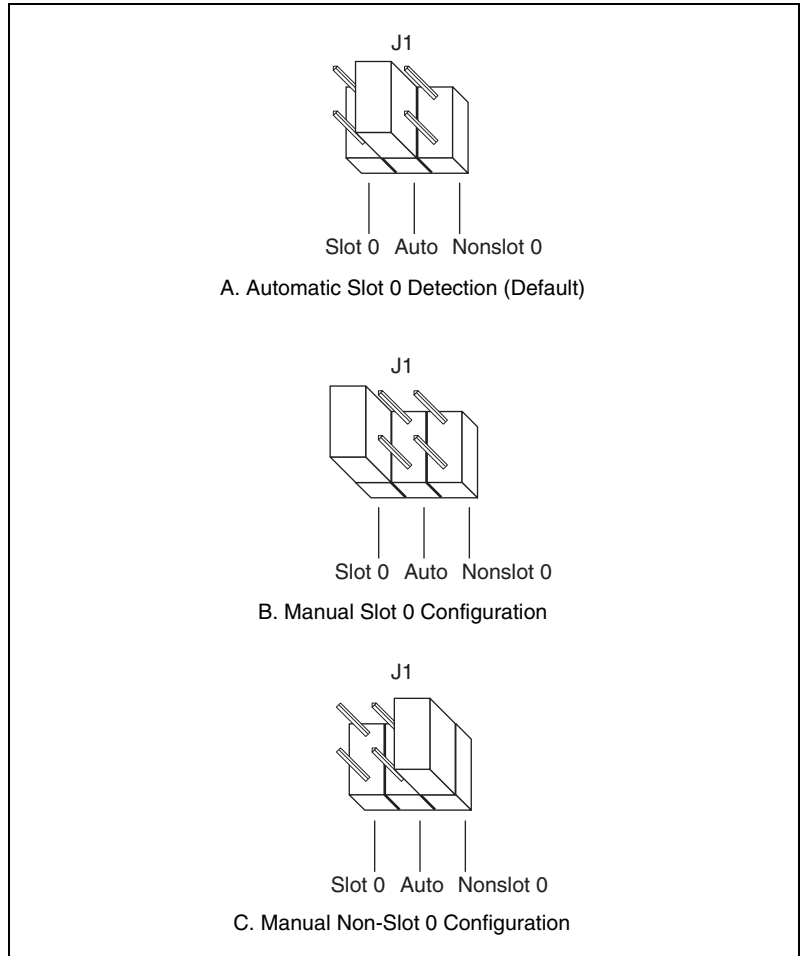 J1
Slot 0 Auto Nonslot 0
A. Automatic Slot 0 Detection (Default)
J1
Slot 0 Auto Nonslot 0
B. Manual Slot 0 Configuration
J1
Slot 0 Auto Nonslot 0
C. Manual Non-Slot 0 Configuration